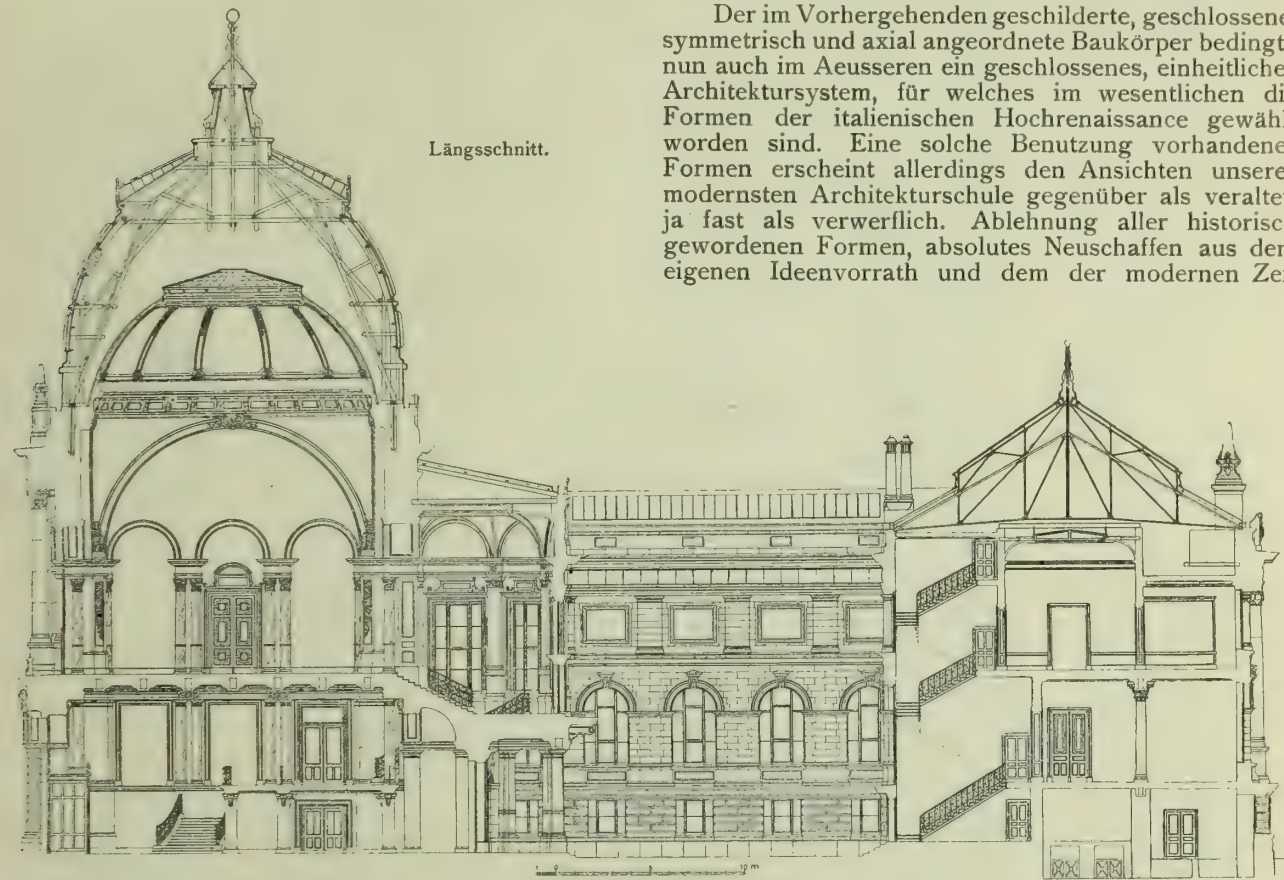 Der im Vorhergehenden geschilderte, geschlossene
symmetrisch und axial angeordnete Baukörper bedingt
nun auch im Aeusseren ein geschlossenes, einheitliche
Architektursystem, für welches im wesentlichen di
Formen der italienischen Hochrenaissance gewähl
worden sind. Eine solche Benutzung vorhandene
Formen erscheint allerdings den Ansichten unsere
modernsten Architekturschule gegenüber als veralte
ja fast als verwerflich. Ablehnung aller historisc
gewordenen Formen, absolutes Neuschaffen aus dem
eigenen Ideenvorrath und dem der modernen Zei
Längsschnitt.
10 m